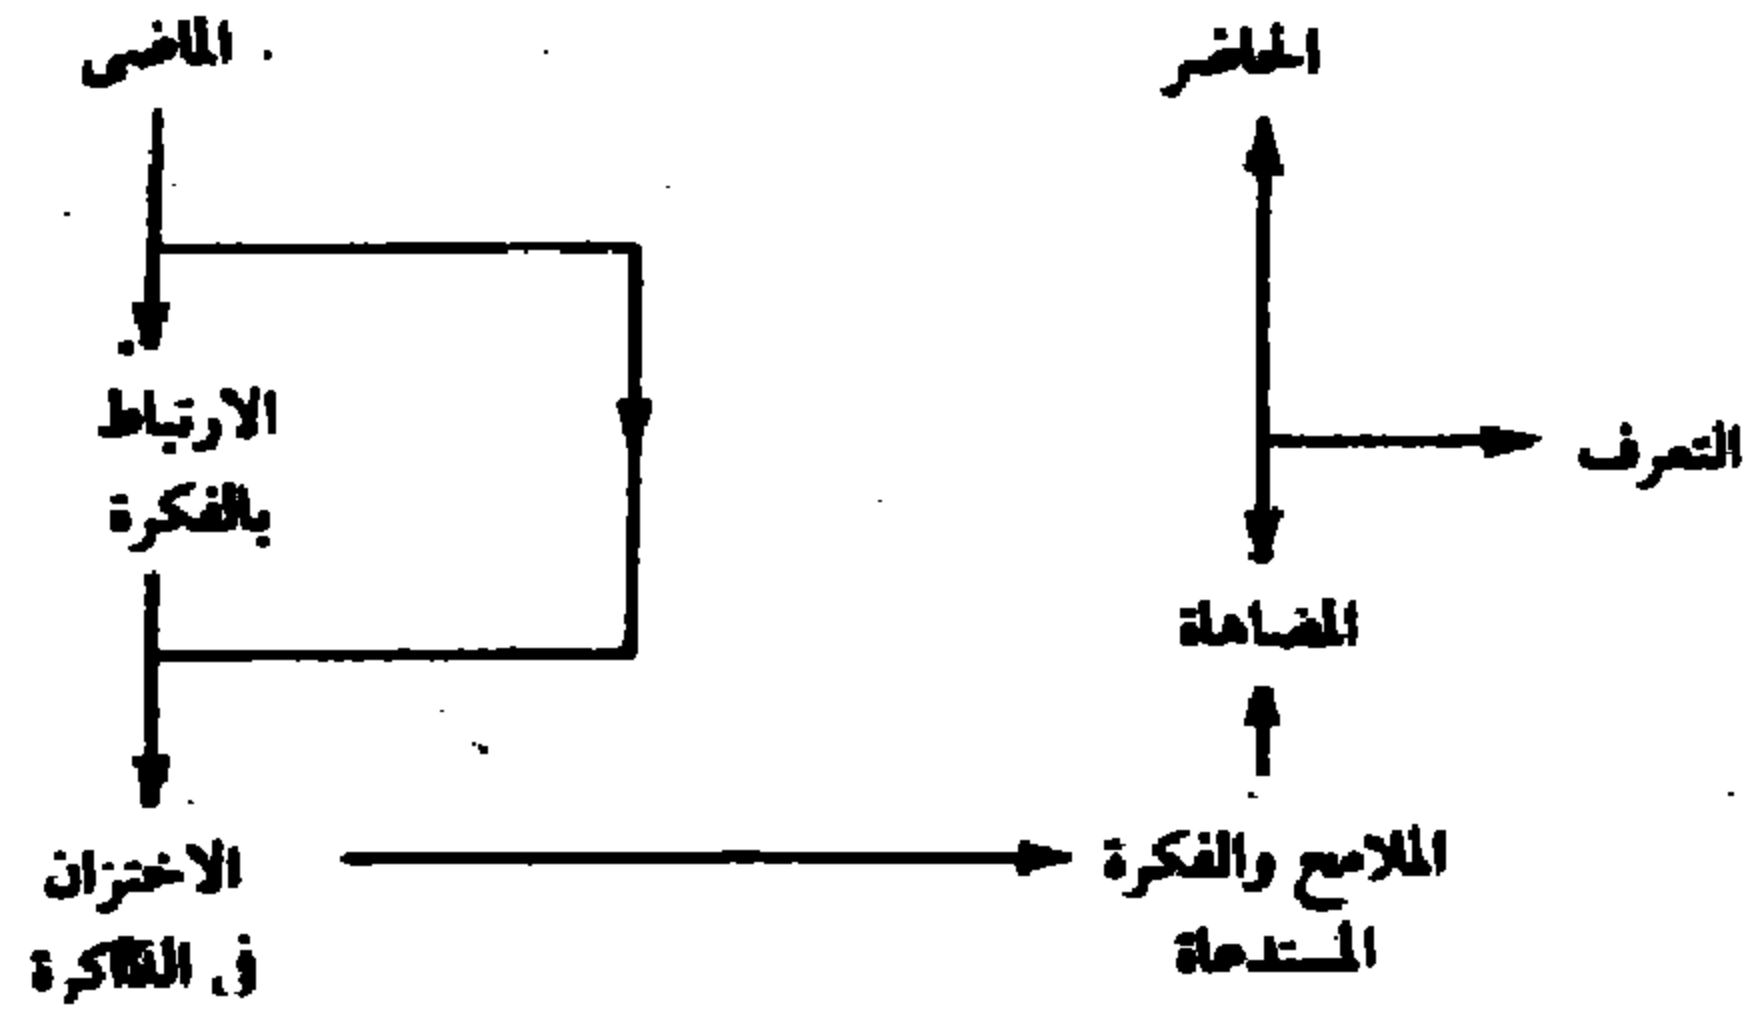 الماضى
الحاضر
الارتباط
بالفكرة
التعرف
المضاهاة
الاختزان
فى الذاكرة
الملامح والفكرة
المستدعاة